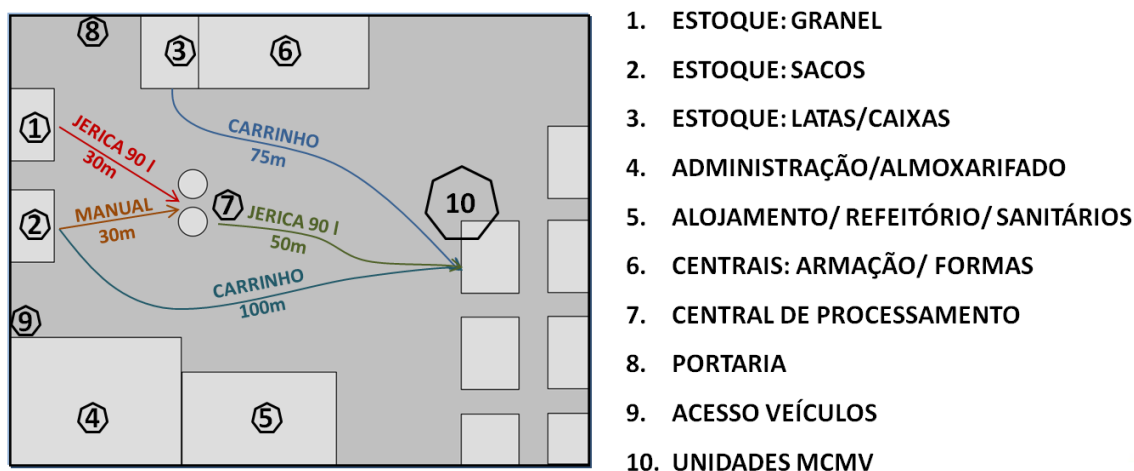 8
3
6
1
JERICA 90 l
30m
CARRINHO
75m
2
MANUAL
30m
7
JERICA 90 l
50m
10
CARRINHO
100m
9
4
5
1. ESTOQUE: GRANEL
2. ESTOQUE: SACOS
3. ESTOQUE: LATAS/CAIXAS
4. ADMINISTRAÇÃO/ALMOXARIFADO
5. ALOJAMENTO/ REFEITÓRIO/ SANITÁRIOS
6. CENTRAIS: ARMAÇÃO/ FORMAS
7. CENTRAL DE PROCESSAMENTO
8. PORTARIA
9. ACESSO VEÍCULOS
10. UNIDADES MCMV